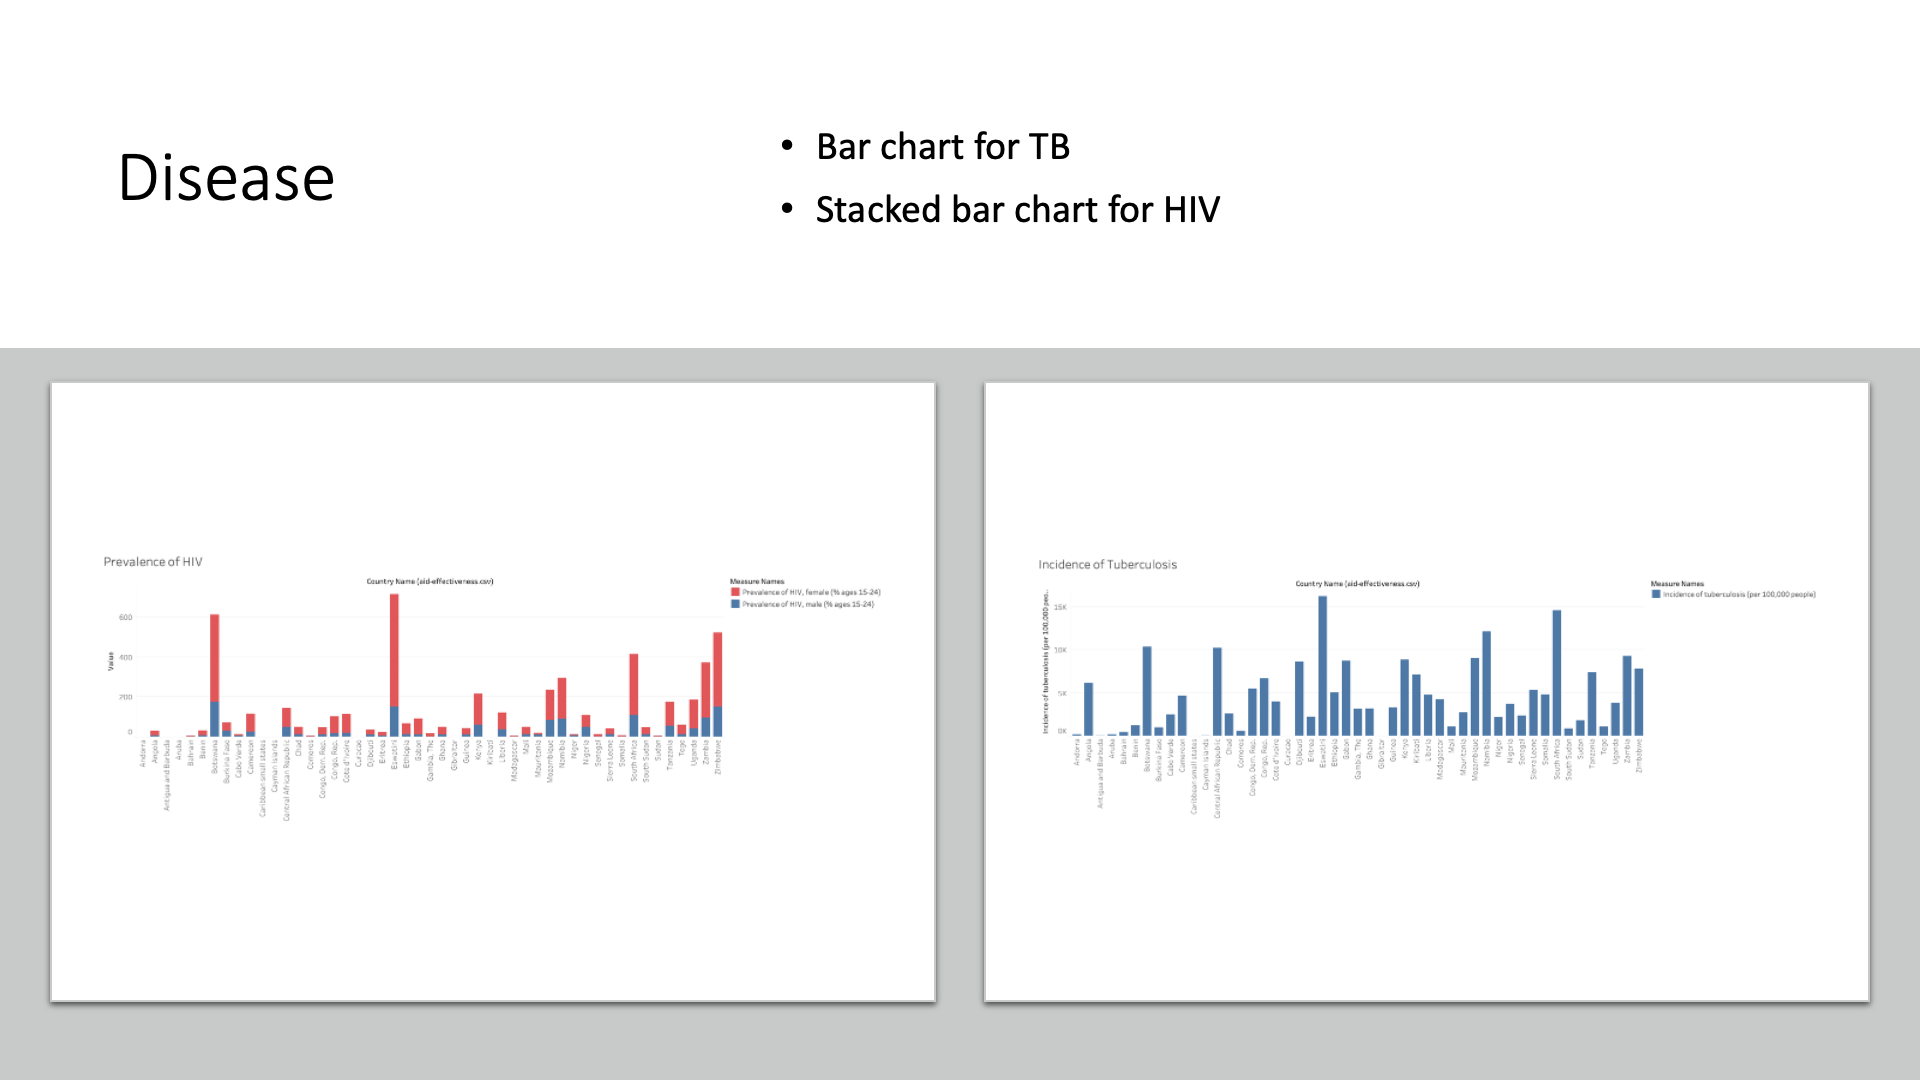 Disease
• Bar chart for TB
• Stacked bar chart for HIV
Prevalence of HIV
Country Name (aid-effectiveness.csv)
Measure Names
Prevalence of HIV, female (% ages 15-24)
Prevalence of HIV, male (% ages 15-24)
Value
600
400
200
0
Andorra
Angola
Antigua and Barbuda
Aruba
Bahrain
Benin
Botswana
Burkina Faso
Cabo Verde
Cameroon
Caribbean small states
Cayman Islands
Central African Republic
Chad
Comoros
Congo, Dem. Rep.
Congo, Rep.
Cote d'Ivoire
Curacao
Djibouti
Eritrea
Eswatini
Ethiopia
Gabon
Gambia, The
Ghana
Gibraltar
Guinea
Kenya
Kiribati
Liberia
Madagascar
Mali
Mauritania
Mozambique
Namibia
Niger
Nigeria
Senegal
Sierra Leone
Somalia
South Africa
South Sudan
Sudan
Tanzania
Togo
Uganda
Zambia
Zimbabwe
Incidence of Tuberculosis
Country Name (aid-effectiveness.csv)
Measure Names
Incidence of tuberculosis (per 100,000 people)
Incidence of tuberculosis (per 100,000 peo..
15K
10K
5K
0K
Andorra
Angola
Antigua and Barbuda
Aruba
Bahrain
Benin
Botswana
Burkina Faso
Cabo Verde
Cameroon
Caribbean small states
Cayman Islands
Central African Republic
Chad
Comoros
Congo, Dem. Rep.
Congo, Rep.
Cote d'Ivoire
Curacao
Djibouti
Eritrea
Eswatini
Ethiopia
Gabon
Gambia, The
Ghana
Gibraltar
Guinea
Kenya
Kiribati
Liberia
Madagascar
Mali
Mauritania
Mozambique
Namibia
Niger
Nigeria
Senegal
Sierra Leone
Somalia
South Africa
South Sudan
Sudan
Tanzania
Togo
Uganda
Zambia
Zimbabwe